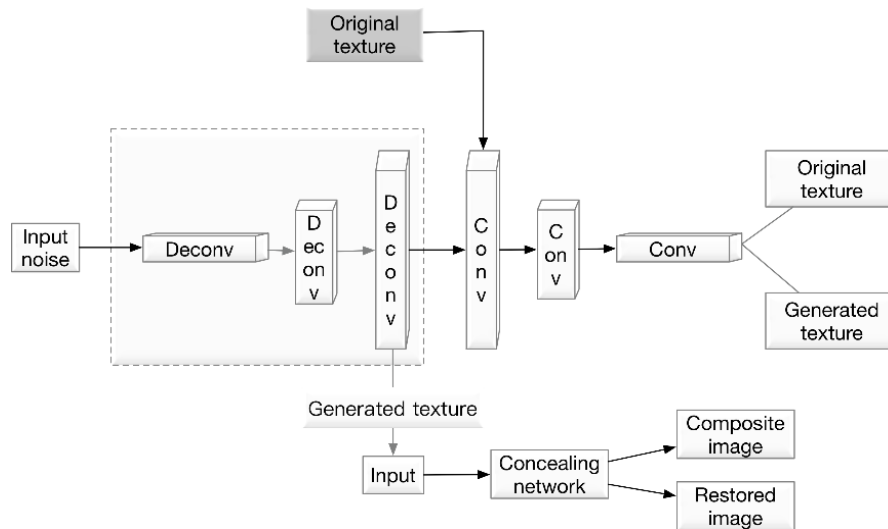 Original
texture
Original
texture
Input
noise
Deconv
D
ec
on
v
D
e
c
o
n
v
C
o
n
v
C
on
v
Conv
Generated
texture
Generated texture
Input
Concealing
network
Composite
image
Restored
image